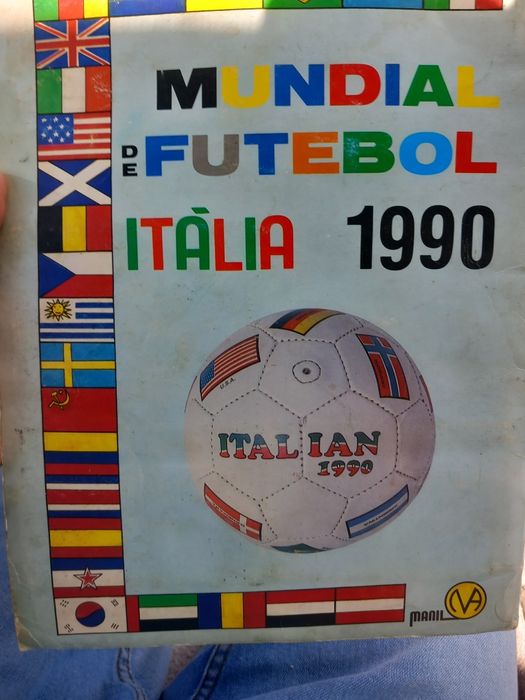 MUNDIAL
DE FUTEBOL
ITÀLIA 1990
U.S.A.
ITALIAN
1990
MANIL